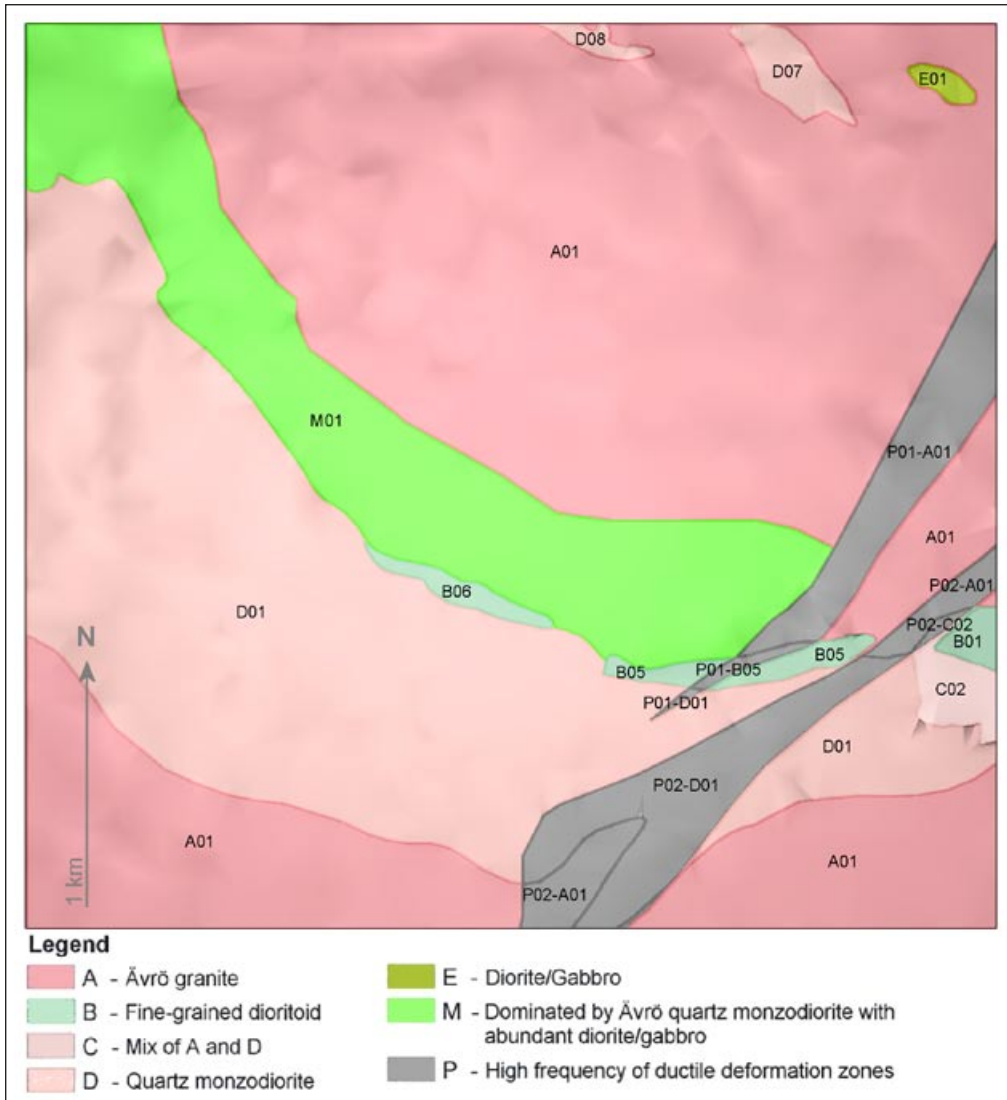 D08
D07
E01
A01
M01
P01-A01
A01
P02-A01
B06
D01
P02-C02
B01
N
B05
P01-B05
B05
C02
P01-D01
D01
P02-D01
A01
A01
P02-A01
1 km
Legend
A - Ävrö granite
B - Fine-grained dioritoid
C - Mix of A and D
D - Quartz monzodiorite
E - Diorite/Gabbro
M - Dominated by Ävrö quartz monzodiorite with
abundant diorite/gabbro
P - High frequency of ductile deformation zones